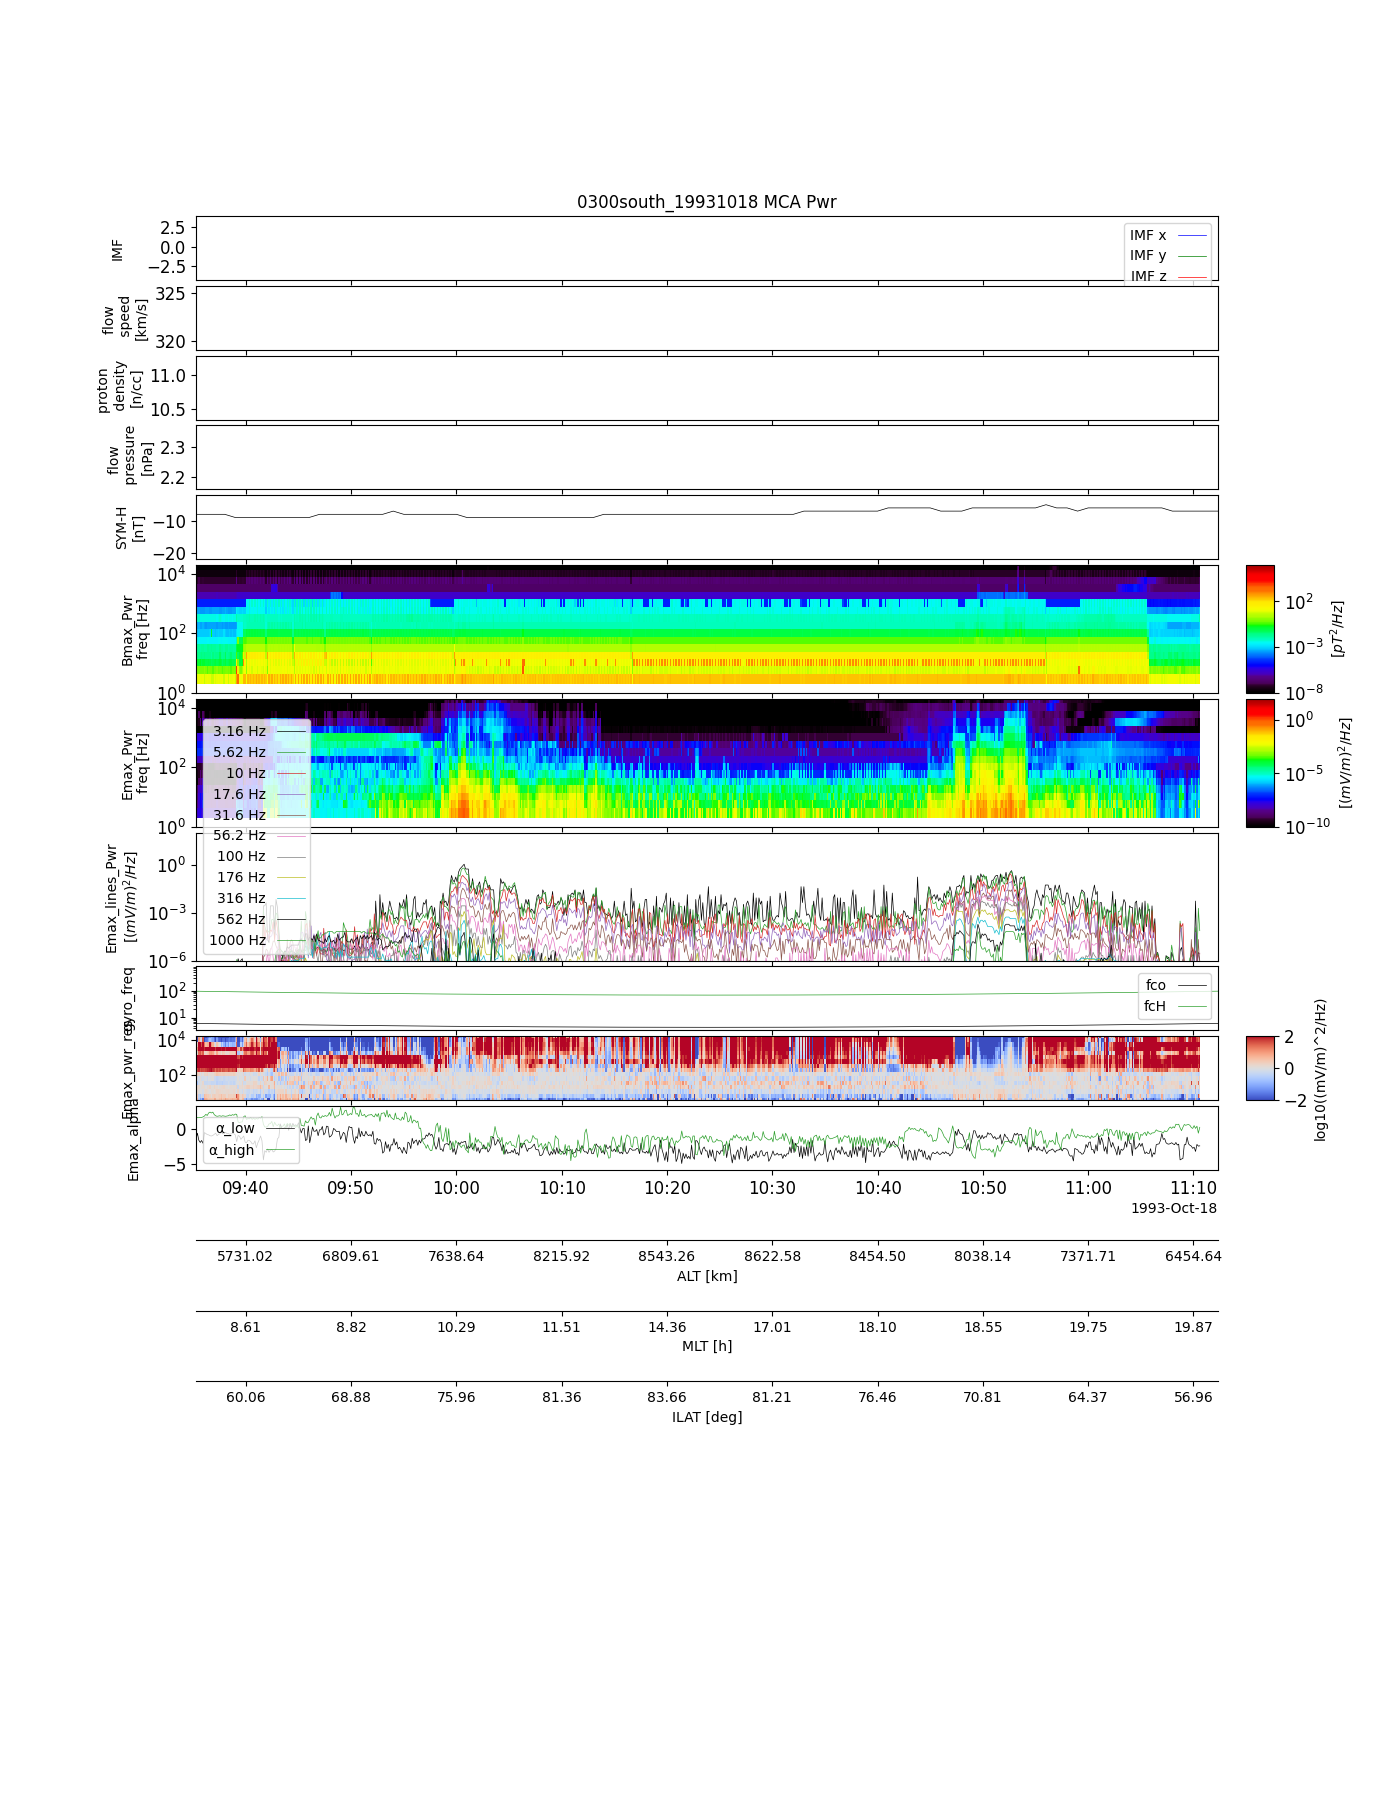 0300south_19931018 MCA Pwr
IMF
2.5
0.0
−2.5
IMF x
IMF y
IMF z
flow
speed
[km/s]
325
320
proton
density
[n/cc]
11.0
10.5
flow
pressure
[nPa]
2.3
2.2
SYM-H
[nT]
−10
−20
Bmax_Pwr
freq [Hz]
10^4
10^2
10^0
10^2
10^−3
10^−8
[pT^2/Hz]
Emax_Pwr
freq [Hz]
10^4
10^2
10^0
10^0
10^−5
10^−10
[(mV/m)^2/Hz]
3.16 Hz
5.62 Hz
10 Hz
17.6 Hz
31.6 Hz
56.2 Hz
100 Hz
176 Hz
316 Hz
562 Hz
1000 Hz
Emax_lines_Pwr
[(mV/m)^2/Hz]
10^0
10^−3
10^−6
gyro_freq
10^2
10^1
fco
fcH
Emax_pwr_req
10^4
10^2
2
0
−2
log10((mV/m)^2/Hz)
Emax_alpha
0
−5
α_low
α_high
09:40 09:50 10:00 10:10 10:20 10:30 10:40 10:50 11:00 11:10
1993-Oct-18
5731.02 6809.61 7638.64 8215.92 8543.26 8622.58 8454.50 8038.14 7371.71 6454.64
ALT [km]
8.61 8.82 10.29 11.51 14.36 17.01 18.10 18.55 19.75 19.87
MLT [h]
60.06 68.88 75.96 81.36 83.66 81.21 76.46 70.81 64.37 56.96
ILAT [deg]